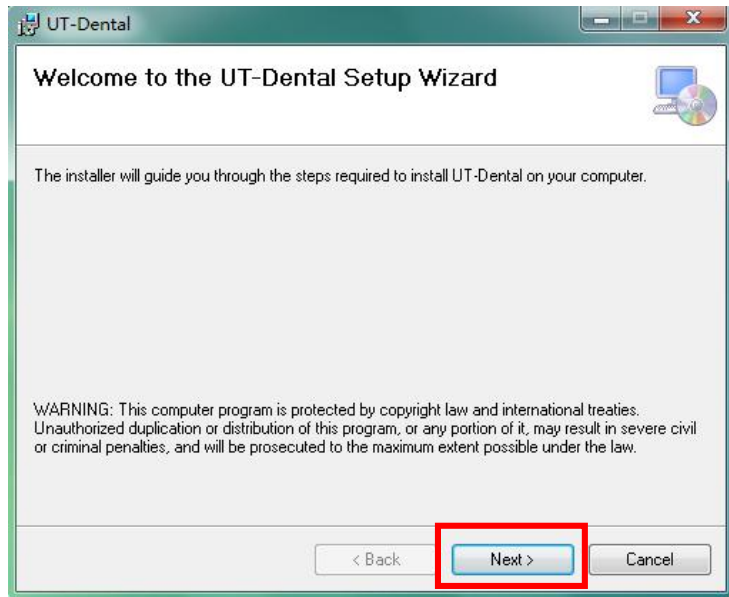 UT-Dental
Welcome to the UT-Dental Setup Wizard
The installer will guide you through the steps required to install UT-Dental on your computer.
WARNING: This computer program is protected by copyright law and international treaties.
Unauthorized duplication or distribution of this program, or any portion of it, may result in severe civil
or criminal penalties, and will be prosecuted to the maximum extent possible under the law.
< Back Next > Cancel